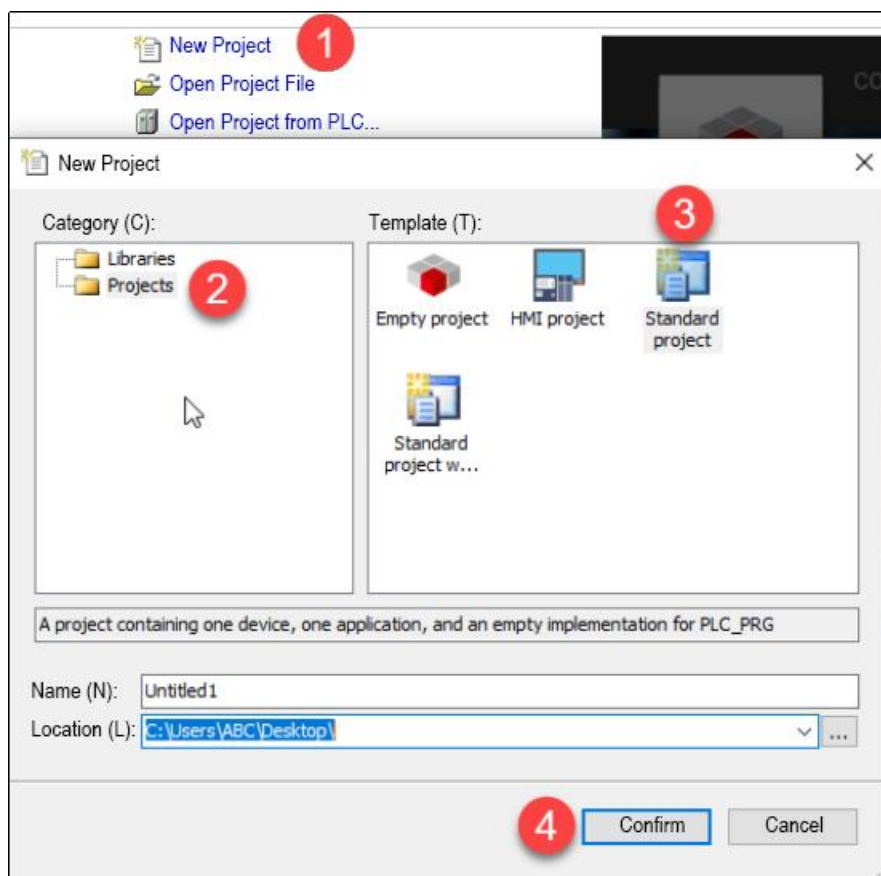 New Project
1
Open Project File
Open Project from PLC...
CO
New Project
Category (C):
Template (T):
3
Libraries
Projects
2
Empty project
HMI project
Standard
project
Standard
project w...
A project containing one device, one application, and an empty implementation for PLC_PRG
Name (N):
Untitled1
Location (L):
C:\Users\ABC\Desktop\
...
4
Confirm
Cancel